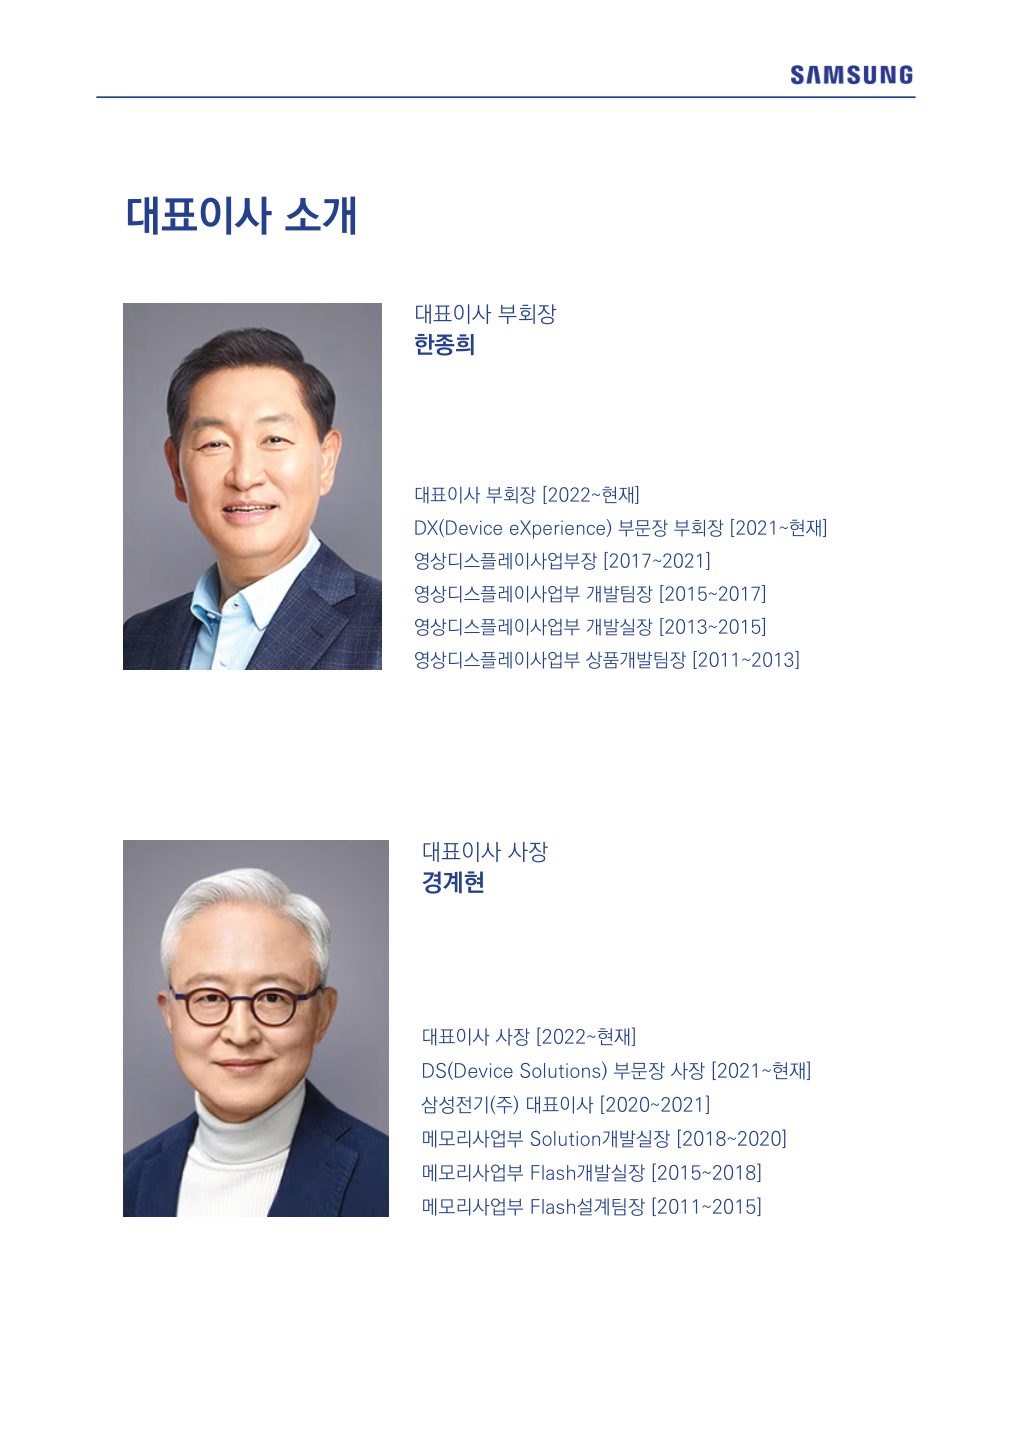 SAMSUNG
대표이사 소개
대표이사 부회장
한종희
대표이사 부회장 [2022~현재]
DX(Device eXperience) 부문장 부회장 [2021~현재]
영상디스플레이사업부장 [2017~2021]
영상디스플레이사업부 개발팀장 [2015~2017]
영상디스플레이사업부 개발실장 [2013~2015]
영상디스플레이사업부 상품개발팀장 [2011~2013]
대표이사 사장
경계현
대표이사 사장 [2022~현재]
DS(Device Solutions) 부문장 사장 [2021~현재]
삼성전기(주) 대표이사 [2020~2021]
메모리사업부 Solution개발실장 [2018~2020]
메모리사업부 Flash개발실장 [2015~2018]
메모리사업부 Flash설계팀장 [2011~2015]